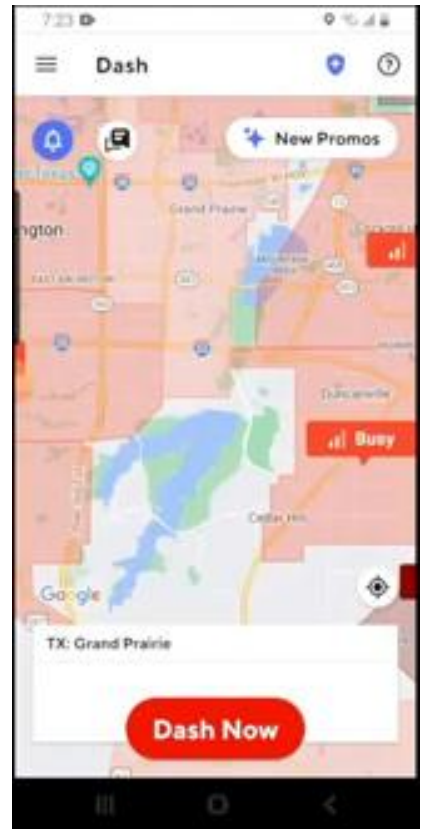 7:23
Dash
New Promos
Grand Prairie
ngton
Duncanville
Busy
Cedar Hill
Google
TX: Grand Prairie
Dash Now